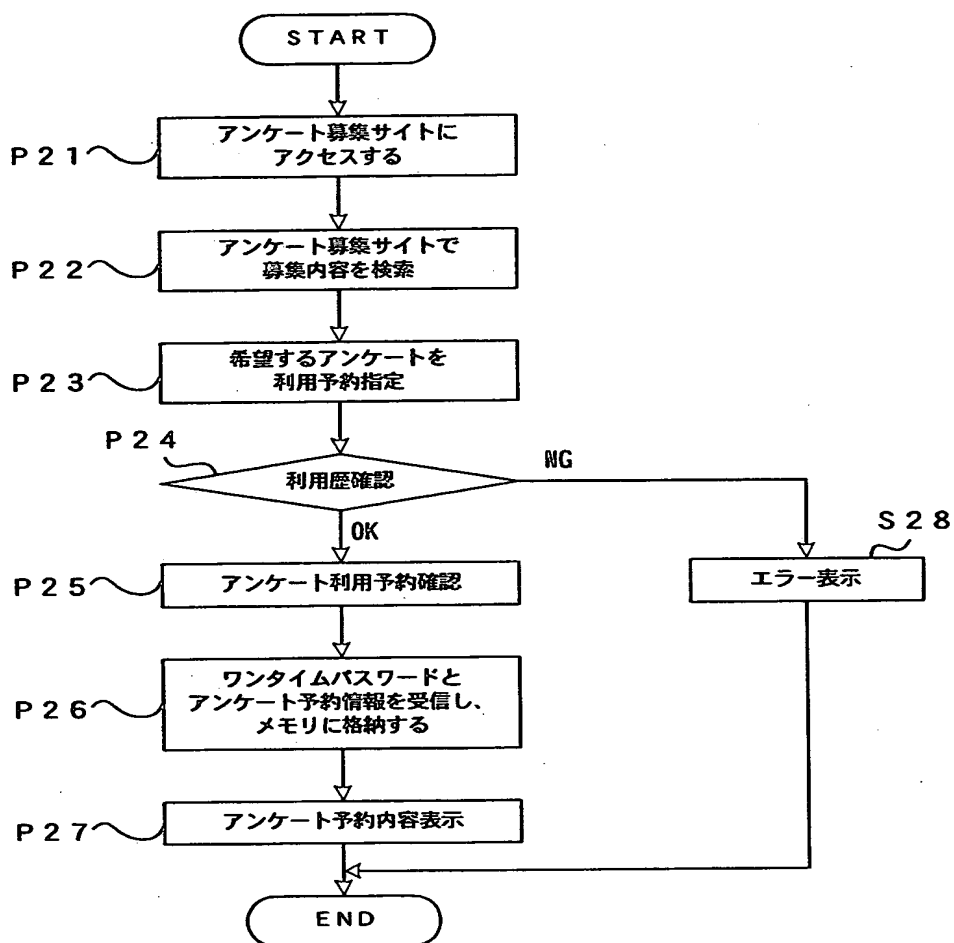 START
P21
アンケート募集サイトに
アクセスする
P22
アンケート募集サイトで
募集内容を検索
P23
希望するアンケートを
利用予約指定
P24
利用歴確認
NG
OK
S28
エラー表示
P25
アンケート利用予約確認
P26
ワンタイムパスワードと
アンケート予約情報を受信し、
メモリに格納する
P27
アンケート予約内容表示
END